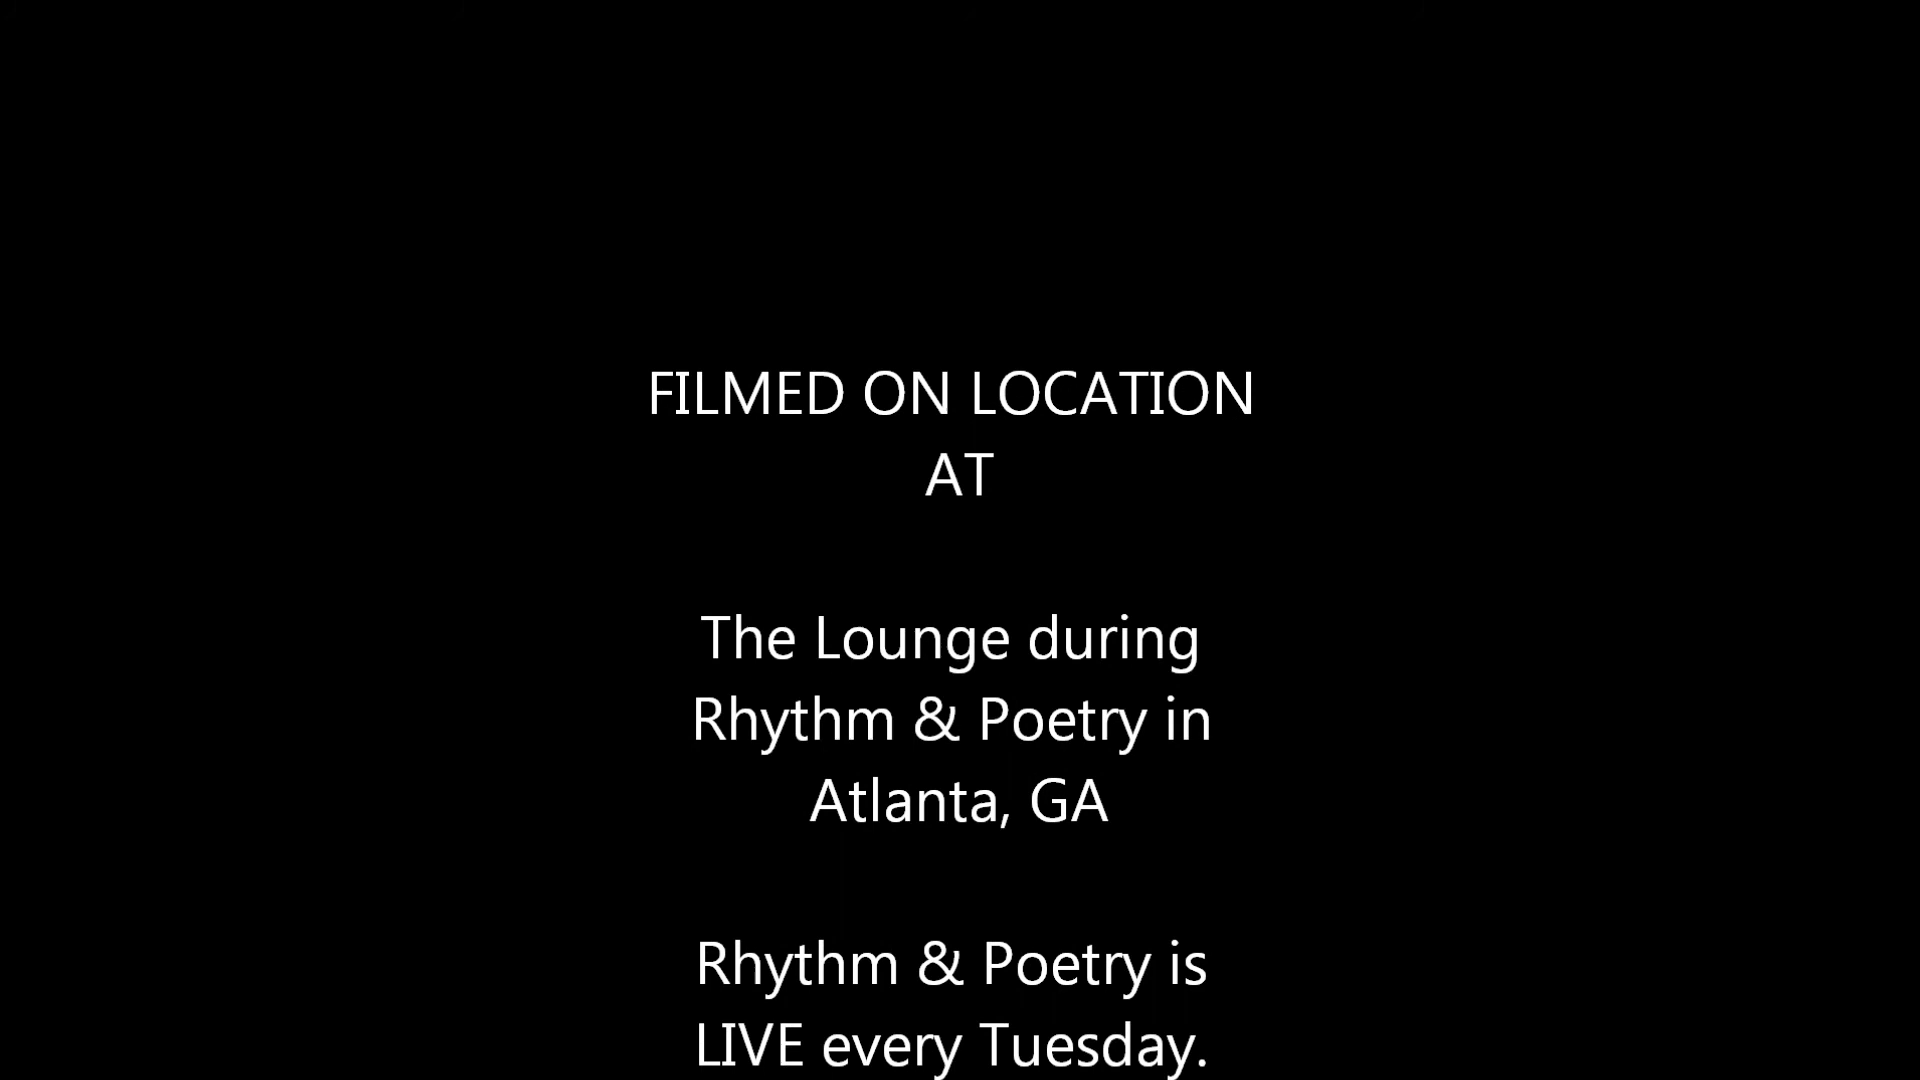 FILMED ON LOCATION
AT
The Lounge during
Rhythm & Poetry in
Atlanta, GA
Rhythm & Poetry is
LIVE every Tuesday.